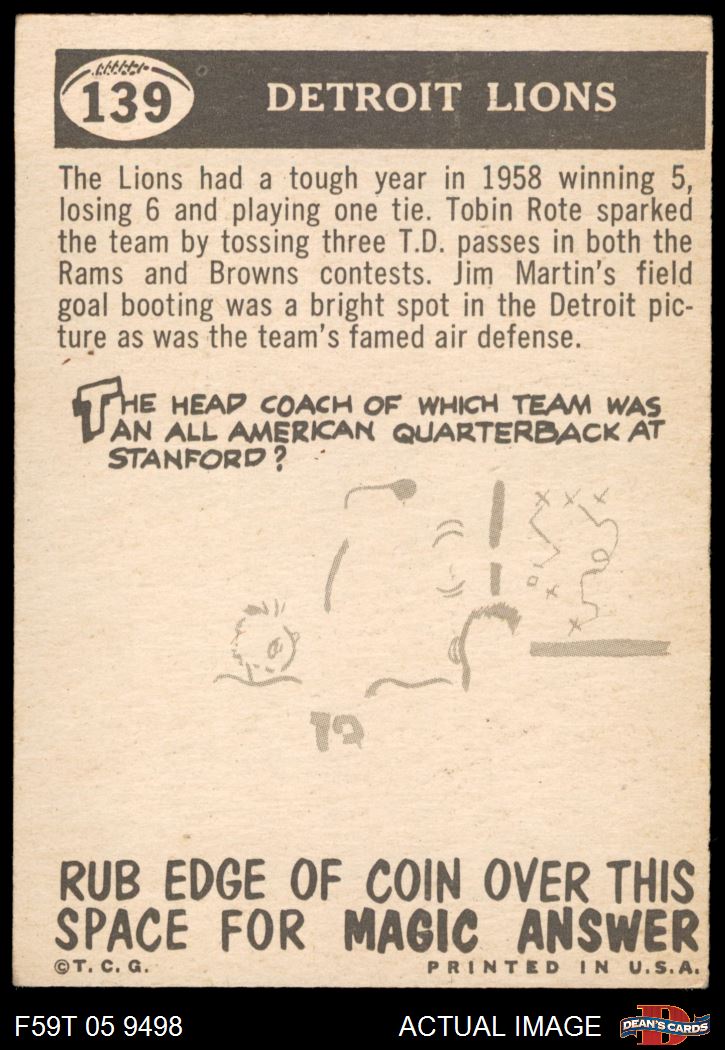 139 DETROIT LIONS
The Lions had a tough year in 1958 winning 5,
losing 6 and playing one tie. Tobin Rote sparked
the team by tossing three T.D. passes in both the
Rams and Browns contests. Jim Martin's field
goal booting was a bright spot in the Detroit pic-
ture as was the team's famed air defense.
THE HEAD COACH OF WHICH TEAM WAS
AN ALL AMERICAN QUARTERBACK AT
STANFORD?
RUB EDGE OF COIN OVER THIS
SPACE FOR MAGIC ANSWER
©T. C. G. PRINTED IN U.S.A.
F59T 05 9498 ACTUAL IMAGE DEAN'S CARDS